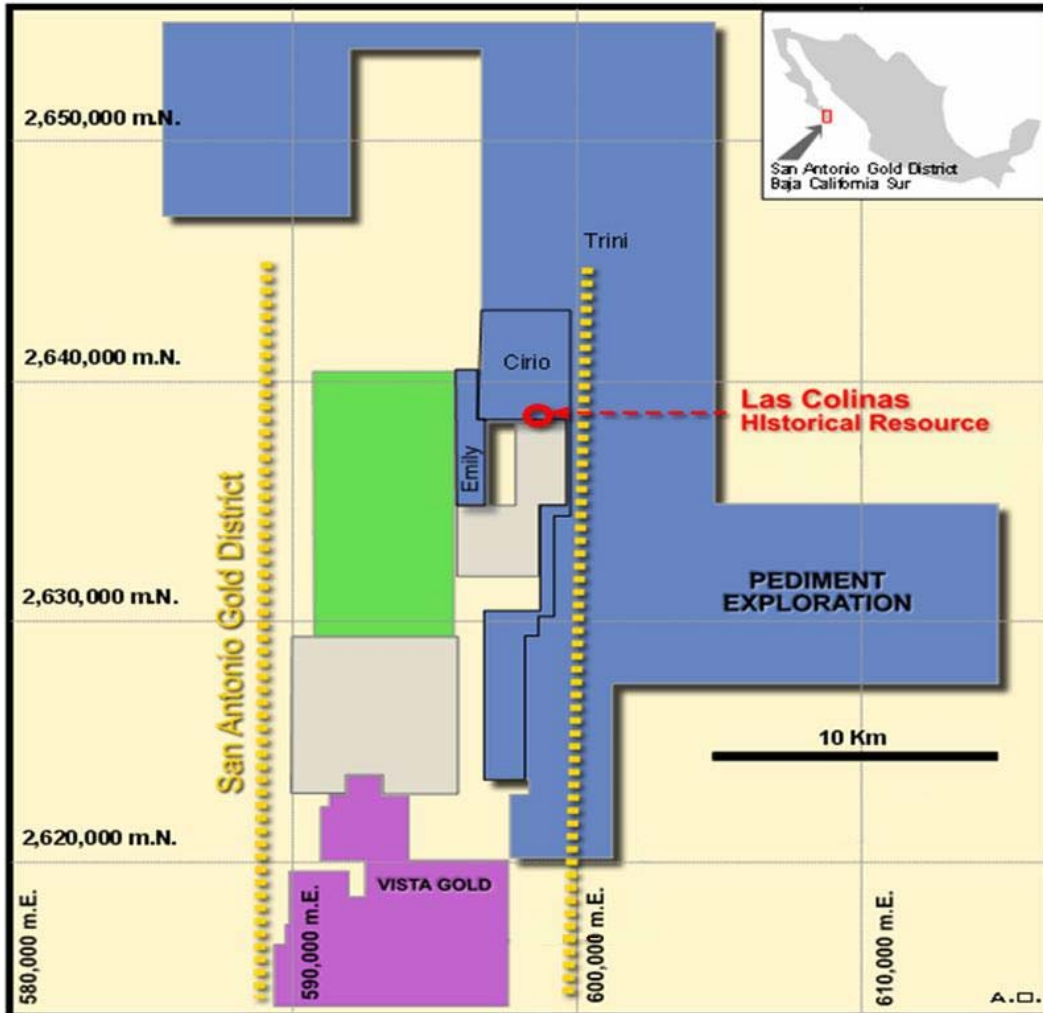 2,650,000 m.N.
San Antonio Gold District
Baja California Sur
Trini
2,640,000 m.N.
Cirio
Las Colinas
HIstorical Resource
Emily
San Antonio Gold District
2,630,000 m.N.
PEDIMENT
EXPLORATION
10 Km
2,620,000 m.N.
VISTA GOLD
580,000 m.E.
590,000 m.E.
600,000 m.E.
610,000 m.E.